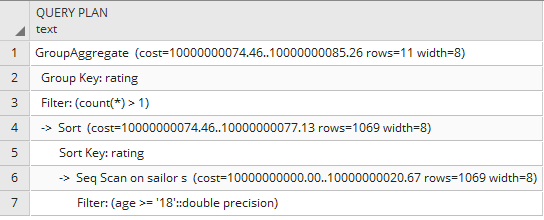 QUERY PLAN
text
1 GroupAggregate (cost=10000000074.46..10000000085.26 rows=11 width=8)
2 Group Key: rating
3 Filter: (count(*) > 1)
4 -> Sort (cost=10000000074.46..10000000077.13 rows=1069 width=8)
5 Sort Key: rating
6 -> Seq Scan on sailor s (cost=10000000000.00..10000000020.67 rows=1069 width=8)
7 Filter: (age >= '18'::double precision)